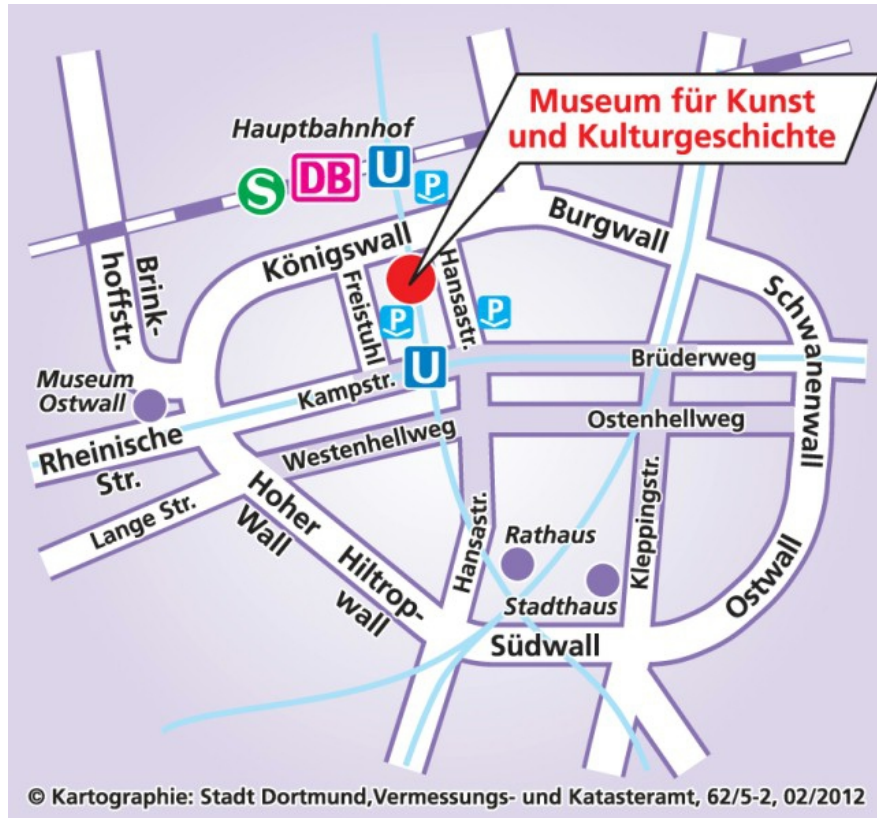 Museum für Kunst
und Kulturgeschichte
Hauptbahnhof
S
DB
U
P
Burgwall
Königswall
Brink-
hoffstr.
Freistuhl
Hansastr.
Schwanenwall
P
P
Museum
Ostwall
Kampstr.
U
Brüderweg
Rheinische
Str.
Westenhellweg
Ostenhellweg
Lange Str.
Hoher
Wall
Hiltrop-
wall
Hansastr.
Rathaus
Stadthaus
Kleppingstr.
Ostwall
Südwall
© Kartographie: Stadt Dortmund,Vermessungs- und Katasteramt, 62/5-2, 02/2012